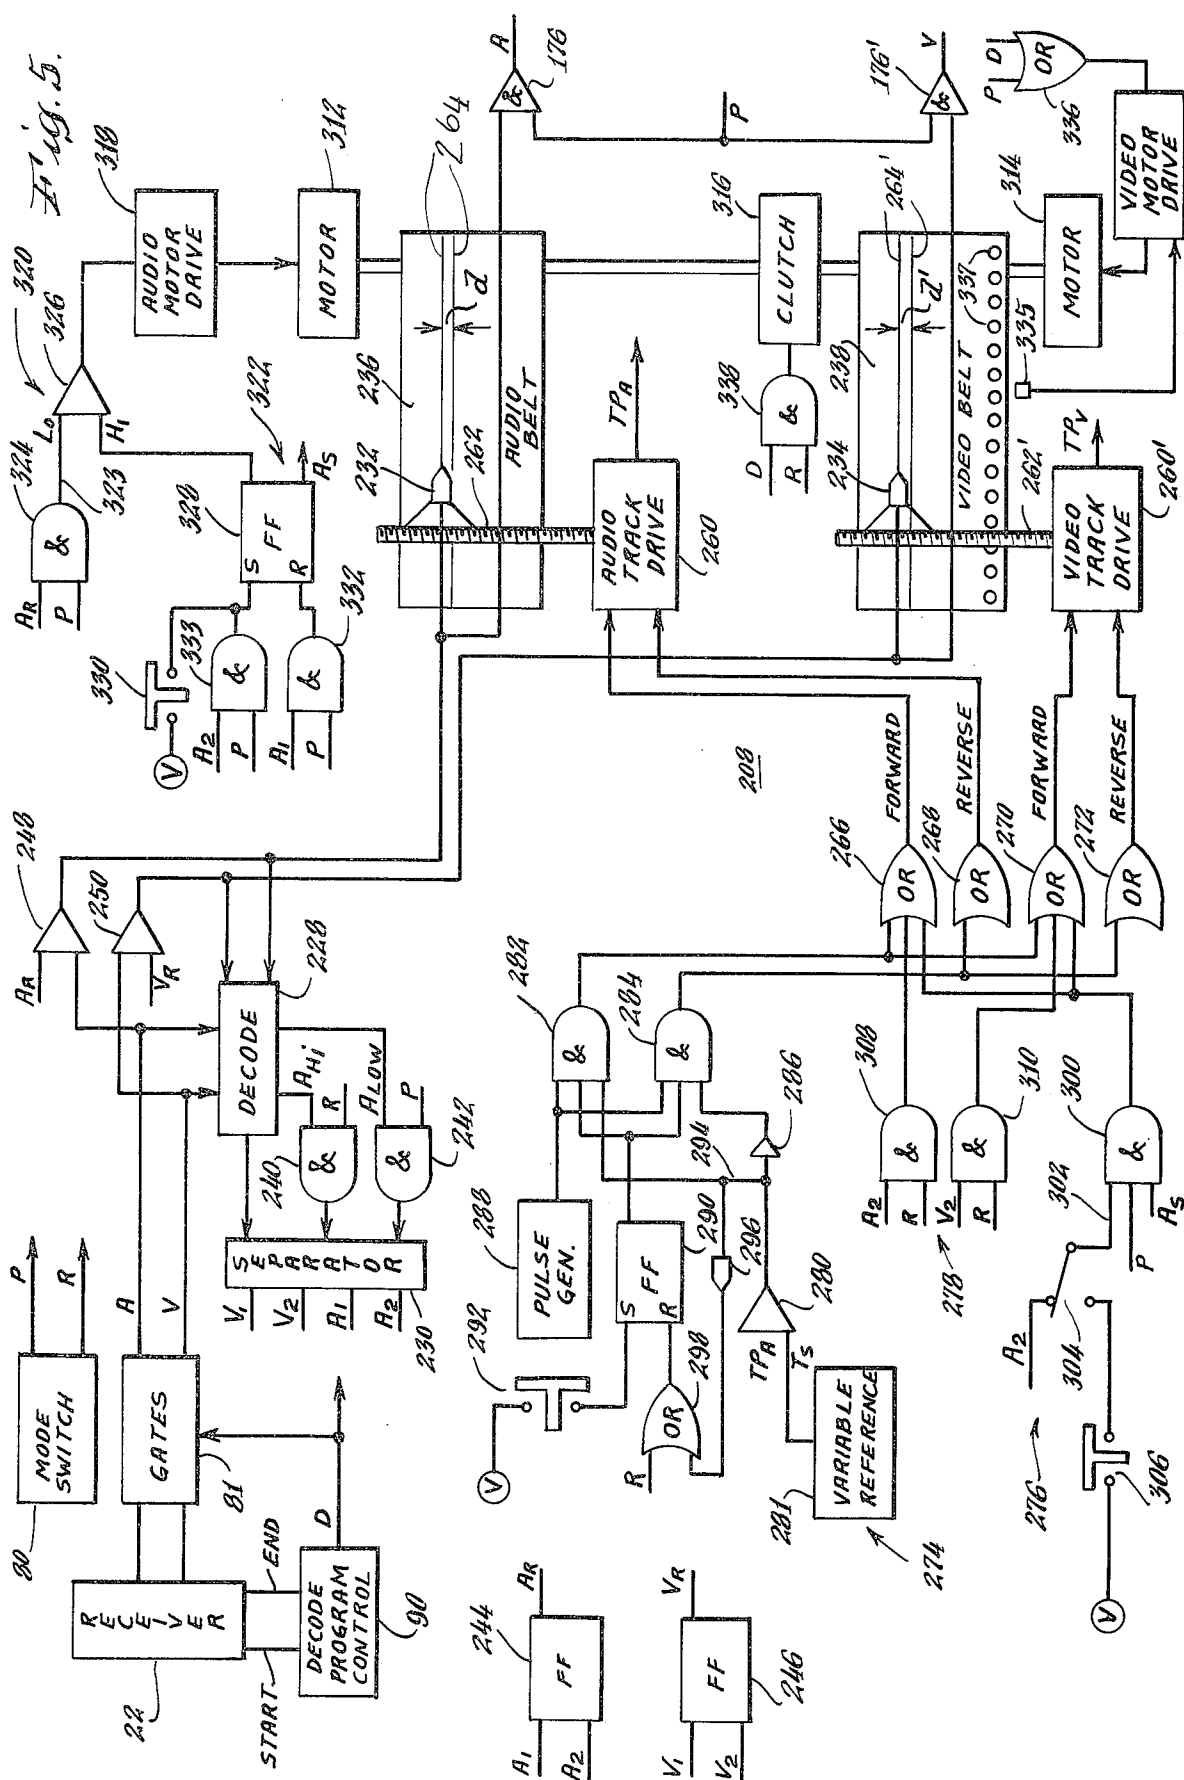 Fig. 5.
RECEIVER
22
START
END
DECODE PROGRAM CONTROL
90
D
MODE SWITCH
80
P
R
GATES
81
A
V
AR
248
250
VR
DECODE
228
AHi
R
ALOW
P
&
240
&
242
SEPARATOR
230
V1
V2
A1
A2
A1
A2
FF
244
AR
V1
V2
FF
246
VR
V
330
A2
P
&
333
A1
P
&
332
S
R
FF
328
AS
322
AR
P
&
324
323
LO
Hi
326
320
AUDIO MOTOR DRIVE
318
MOTOR
312
236
232
262
264
d
AUDIO BELT
&
176
A
P
&
176'
V
AUDIO TRACK DRIVE
260
TPA
D
R
&
338
CLUTCH
316
238
234
262'
264'
d'
VIDEO BELT
337
335
MOTOR
314
VIDEO MOTOR DRIVE
P
D
OR
336
VIDEO TRACK DRIVE
260'
TPV
208
V
292
PULSE GEN.
288
S
R
FF
290
R
OR
298
296
294
TPA
TS
280
286
VARIABLE REFERENCE
281
274
&
282
&
284
A2
R
&
308
V2
R
&
310
278
A2
304
302
P
AS
&
300
276
306
V
OR
266
FORWARD
OR
268
REVERSE
OR
270
FORWARD
OR
272
REVERSE